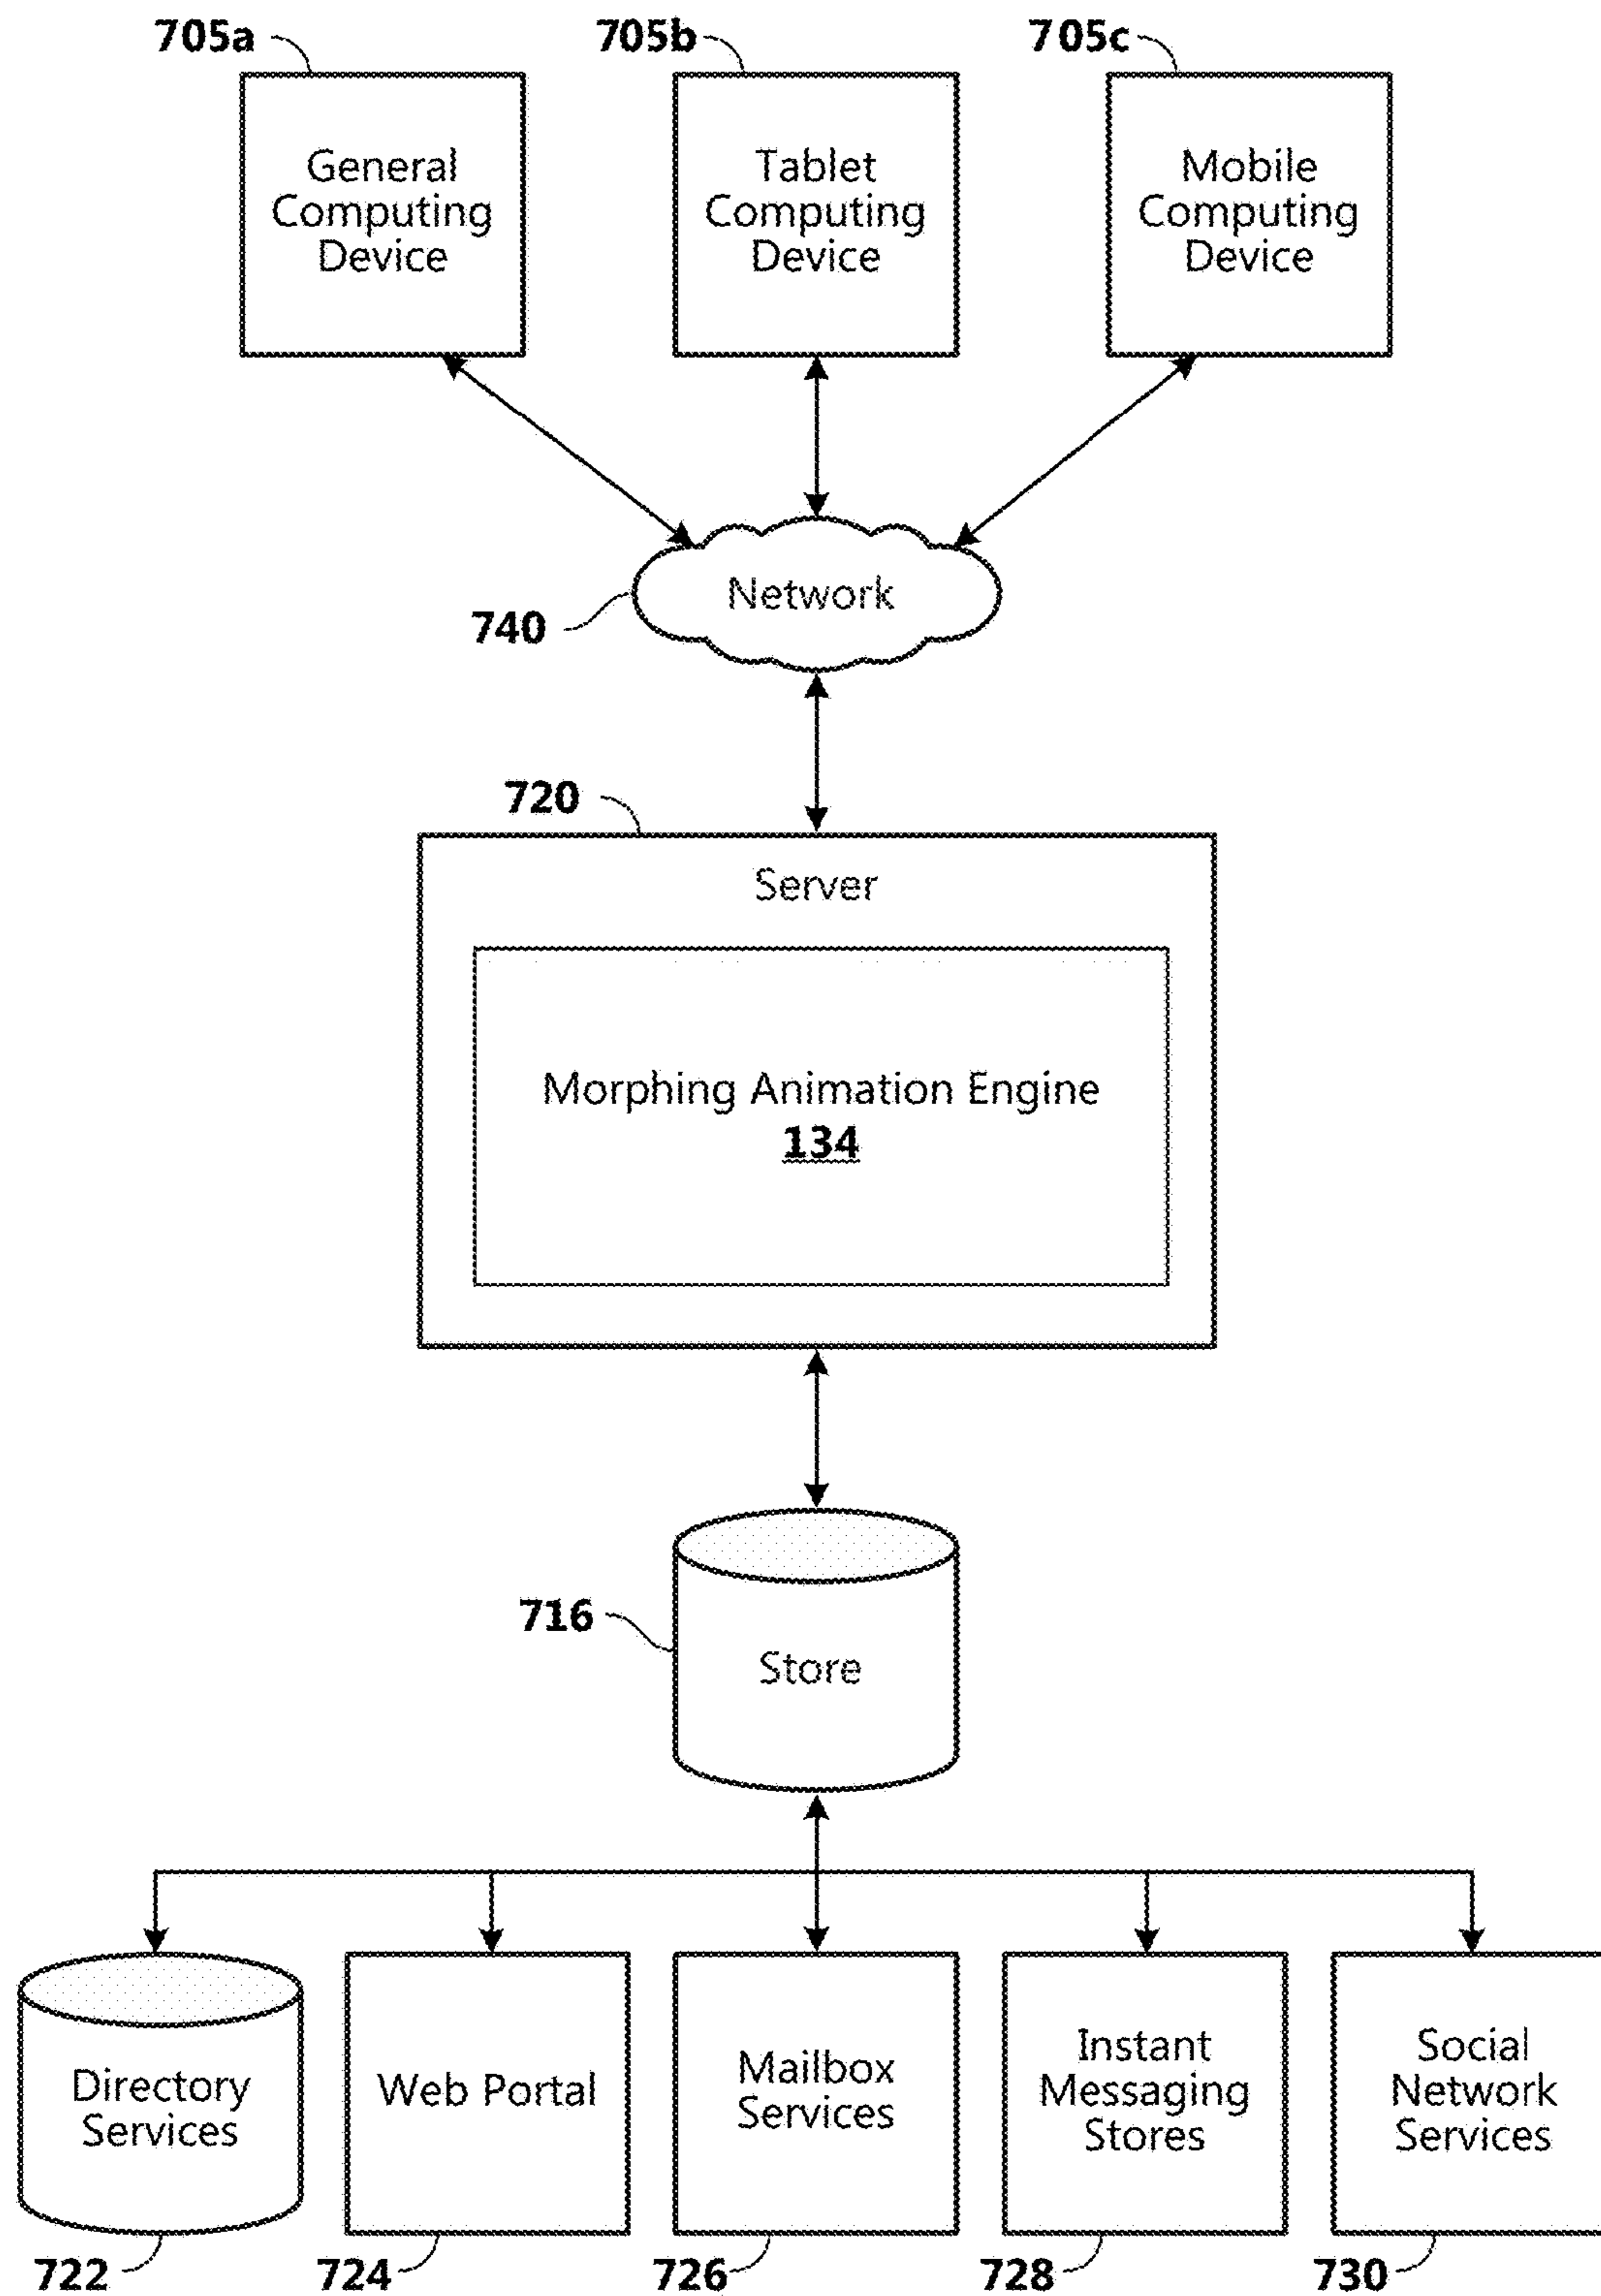 705a
705b
705c
General
Computing
Device
Tablet
Computing
Device
Mobile
Computing
Device
Network
740
720
Server
Morphing Animation Engine
134
716
Store
Directory
Services
Web Portal
Mailbox
Services
Instant
Messaging
Stores
Social
Network
Services
722
724
726
728
730